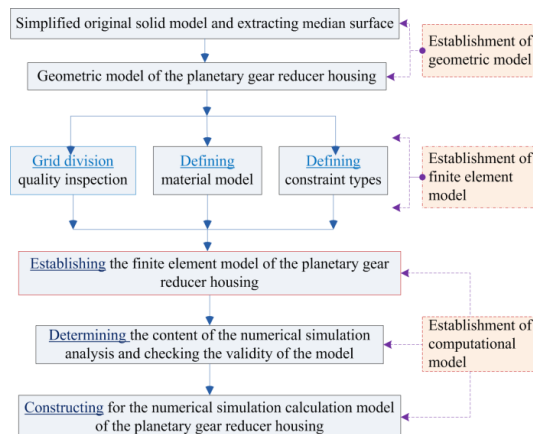 Simplified original solid model and extracting median surface
Establishment of
geometric model
Geometric model of the planetary gear reducer housing
Grid division
quality inspection
Defining
material model
Defining
constraint types
Establishment of
finite element
model
Establishing the finite element model of the planetary gear
reducer housing
Determining the content of the numerical simulation
analysis and checking the validity of the model
Establishment of
computational
model
Constructing for the numerical simulation calculation model
of the planetary gear reducer housing